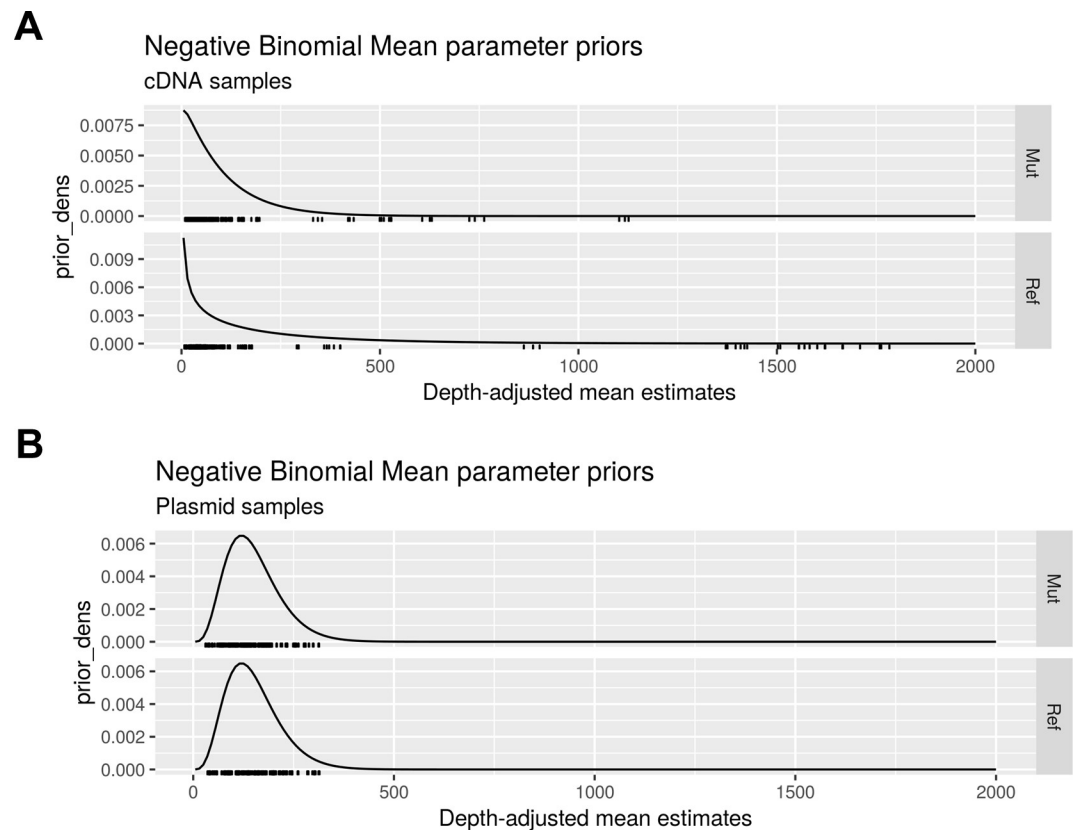 A
Negative Binomial Mean parameter priors
cDNA samples
prior_dens
0.0075
0.0050
0.0025
0.0000
Mut
0.009
0.006
0.003
0.000
Ref
0 500 1000 1500 2000
Depth-adjusted mean estimates
B
Negative Binomial Mean parameter priors
Plasmid samples
prior_dens
0.006
0.004
0.002
0.000
Mut
0.006
0.004
0.002
0.000
Ref
0 500 1000 1500 2000
Depth-adjusted mean estimates